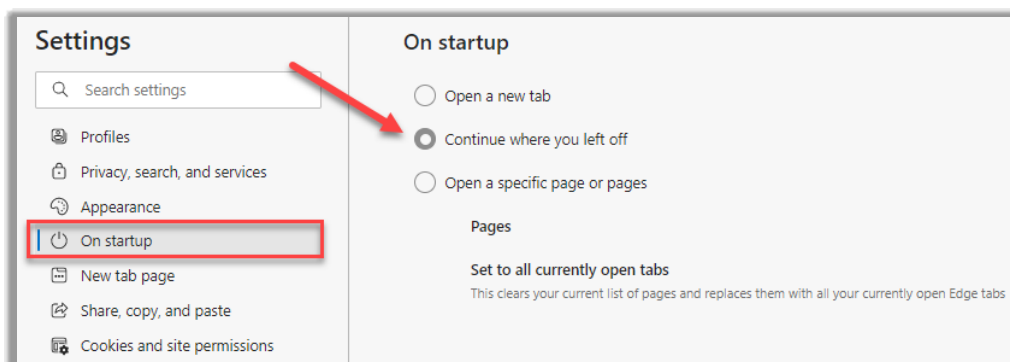 Settings
Search settings
Profiles
Privacy, search, and services
Appearance
On startup
New tab page
Share, copy, and paste
Cookies and site permissions
On startup
Open a new tab
Continue where you left off
Open a specific page or pages
Pages
Set to all currently open tabs
This clears your current list of pages and replaces them with all your currently open Edge tabs